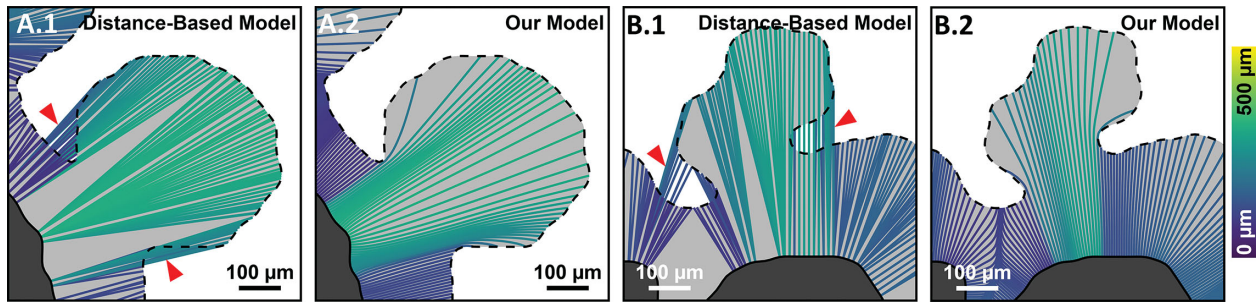 A.1 Distance-Based Model
100 µm
A.2 Our Model
100 µm
B.1 Distance-Based Model
100 µm
B.2 Our Model
100 µm
500 µm
0 µm